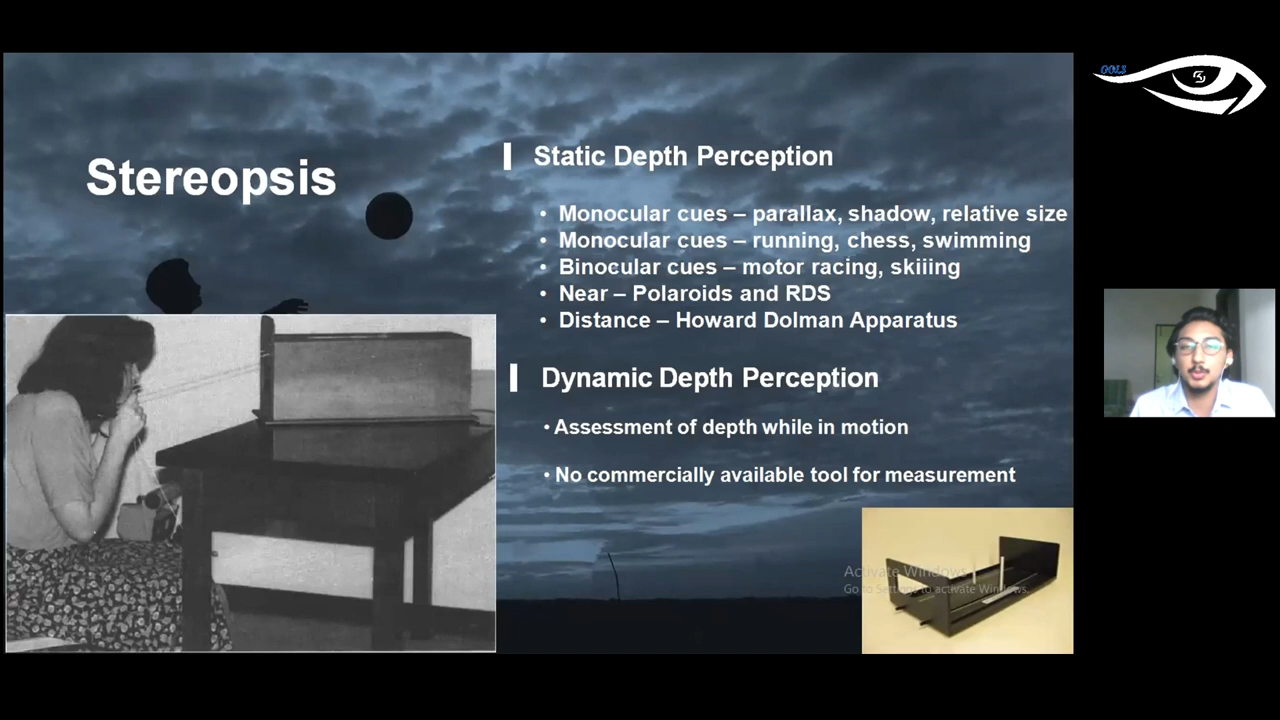 OOLS
Stereopsis
Static Depth Perception
• Monocular cues – parallax, shadow, relative size
• Monocular cues – running, chess, swimming
• Binocular cues – motor racing, skiiing
• Near – Polaroids and RDS
• Distance – Howard Dolman Apparatus
Dynamic Depth Perception
• Assessment of depth while in motion
• No commercially available tool for measurement
Activate Windows
Go to Settings to activate Windows.